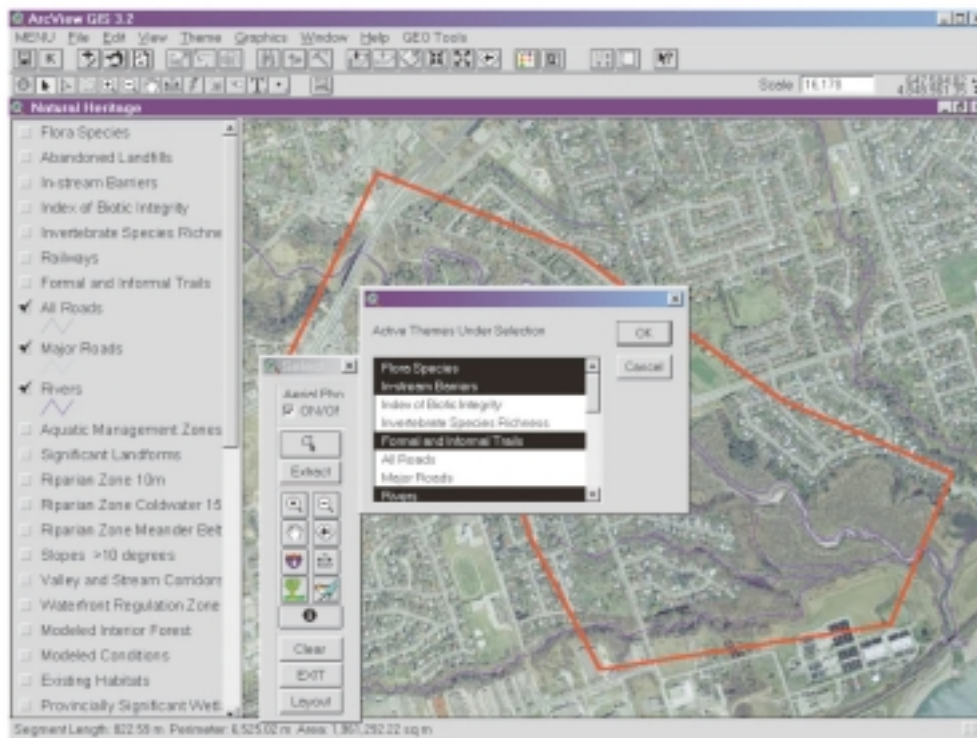 ArcView GIS 3.2
MENU File Edit View Theme Graphics Window Help GEO Tools
Scale 16,178
Natural Heritage
Flora Species
Abandoned Landfills
In-stream Barriers
Index of Biotic Integrity
Invertebrate Species Richne
Railways
Formal and Informal Trails
All Roads
Major Roads
Rivers
Aquatic Management Zones
Significant Landforms
Riparian Zone 10m
Riparian Zone Coldwater 15
Riparian Zone Meander Belt
Slopes >10 degrees
Valley and Stream Corridors
Waterfront Regulation Zone
Modeled Interior Forest
Modeled Conditions
Existing Habitats
Provincially Significant Wetl
Select
Aerial Pho
ON/Of
Extract
Clear
EXIT
Layout
Active Themes Under Selection
OK
Cancel
Flora Species
In-stream Barriers
Index of Biotic Integrity
Invertebrate Species Richness
Formal and Informal Trails
All Roads
Major Roads
Rivers
Segment Length: 822.59 m Perimeter: 6,525.02 m Area: 1,961,292.22 sq m